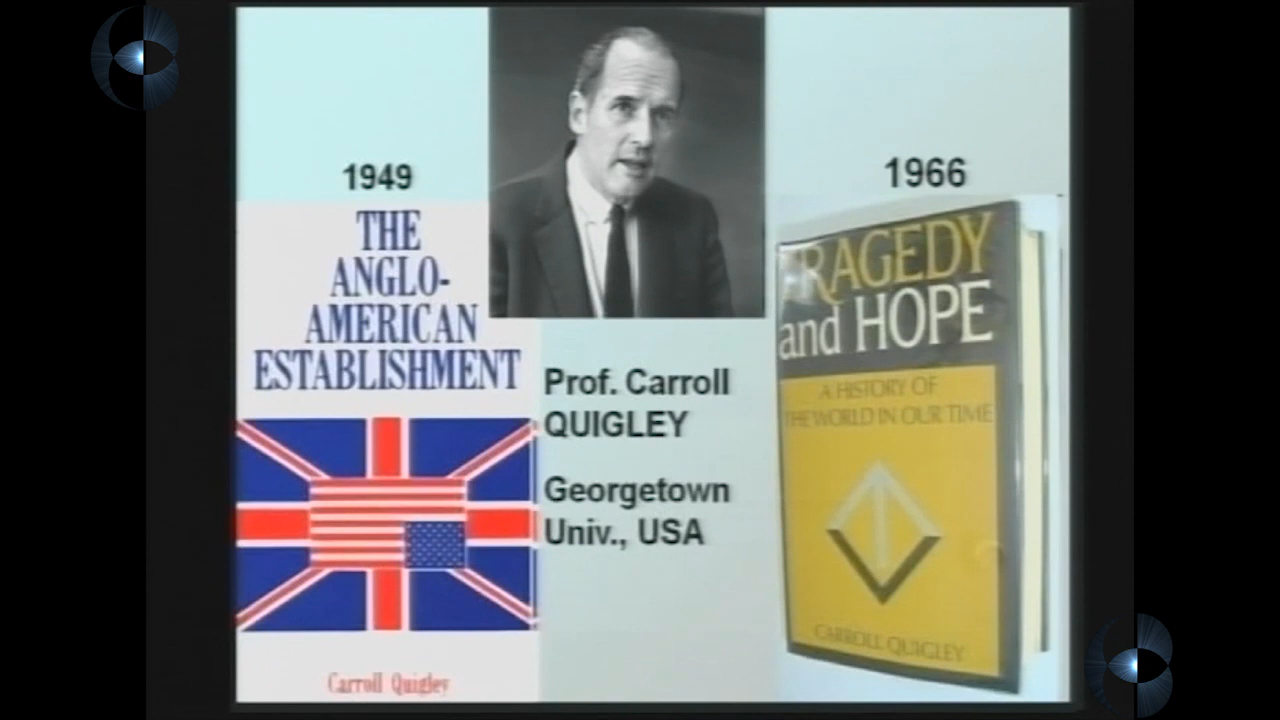 1949
THE
ANGLO-
AMERICAN
ESTABLISHMENT
Carroll Quigley
Prof. Carroll
QUIGLEY
Georgetown
Univ., USA
1966
TRAGEDY
and HOPE
A HISTORY OF
THE WORLD IN OUR TIME
CARROLL QUIGLEY